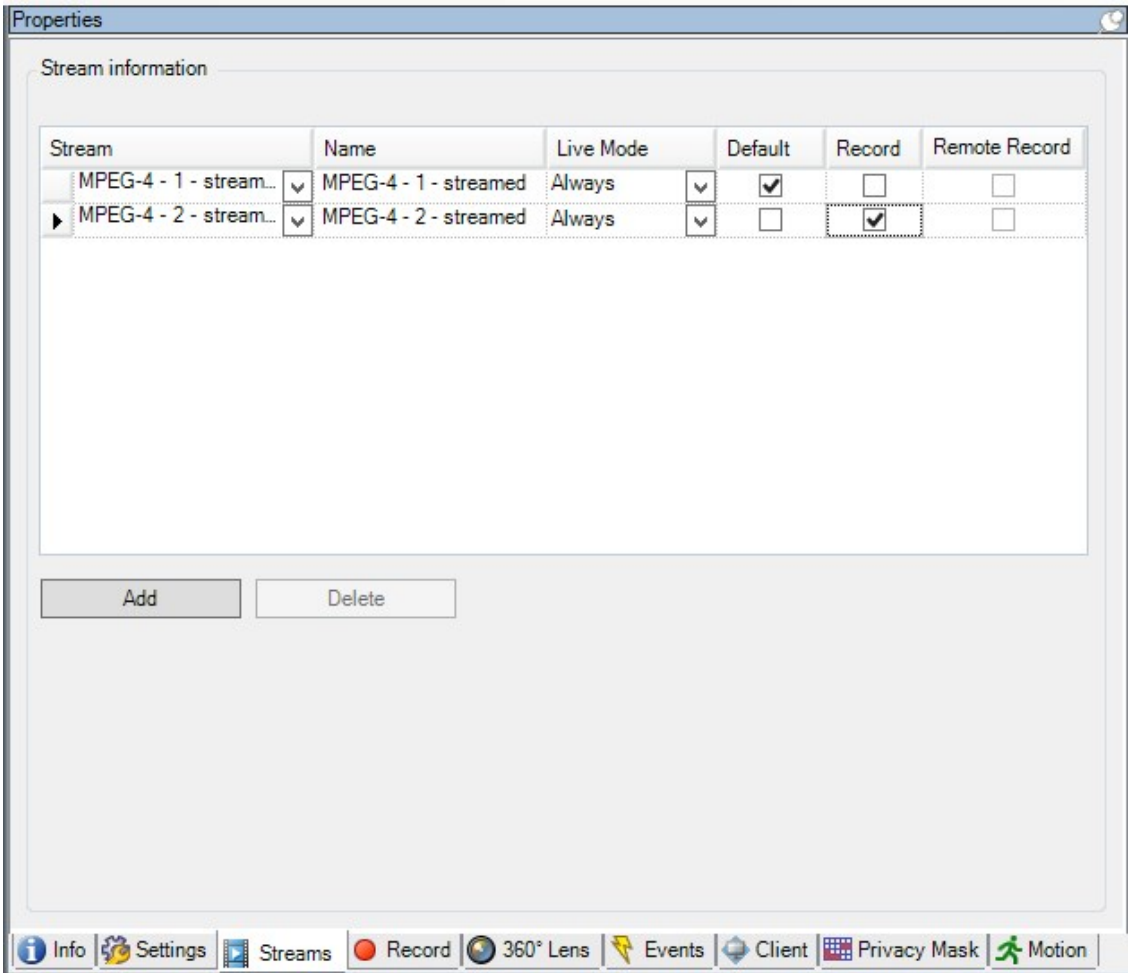 Properties
Stream information
Stream Name Live Mode Default Record Remote Record
MPEG-4 - 1 - stream... MPEG-4 - 1 - streamed Always
MPEG-4 - 2 - stream... MPEG-4 - 2 - streamed Always
Add Delete
Info Settings Streams Record 360° Lens Events Client Privacy Mask Motion